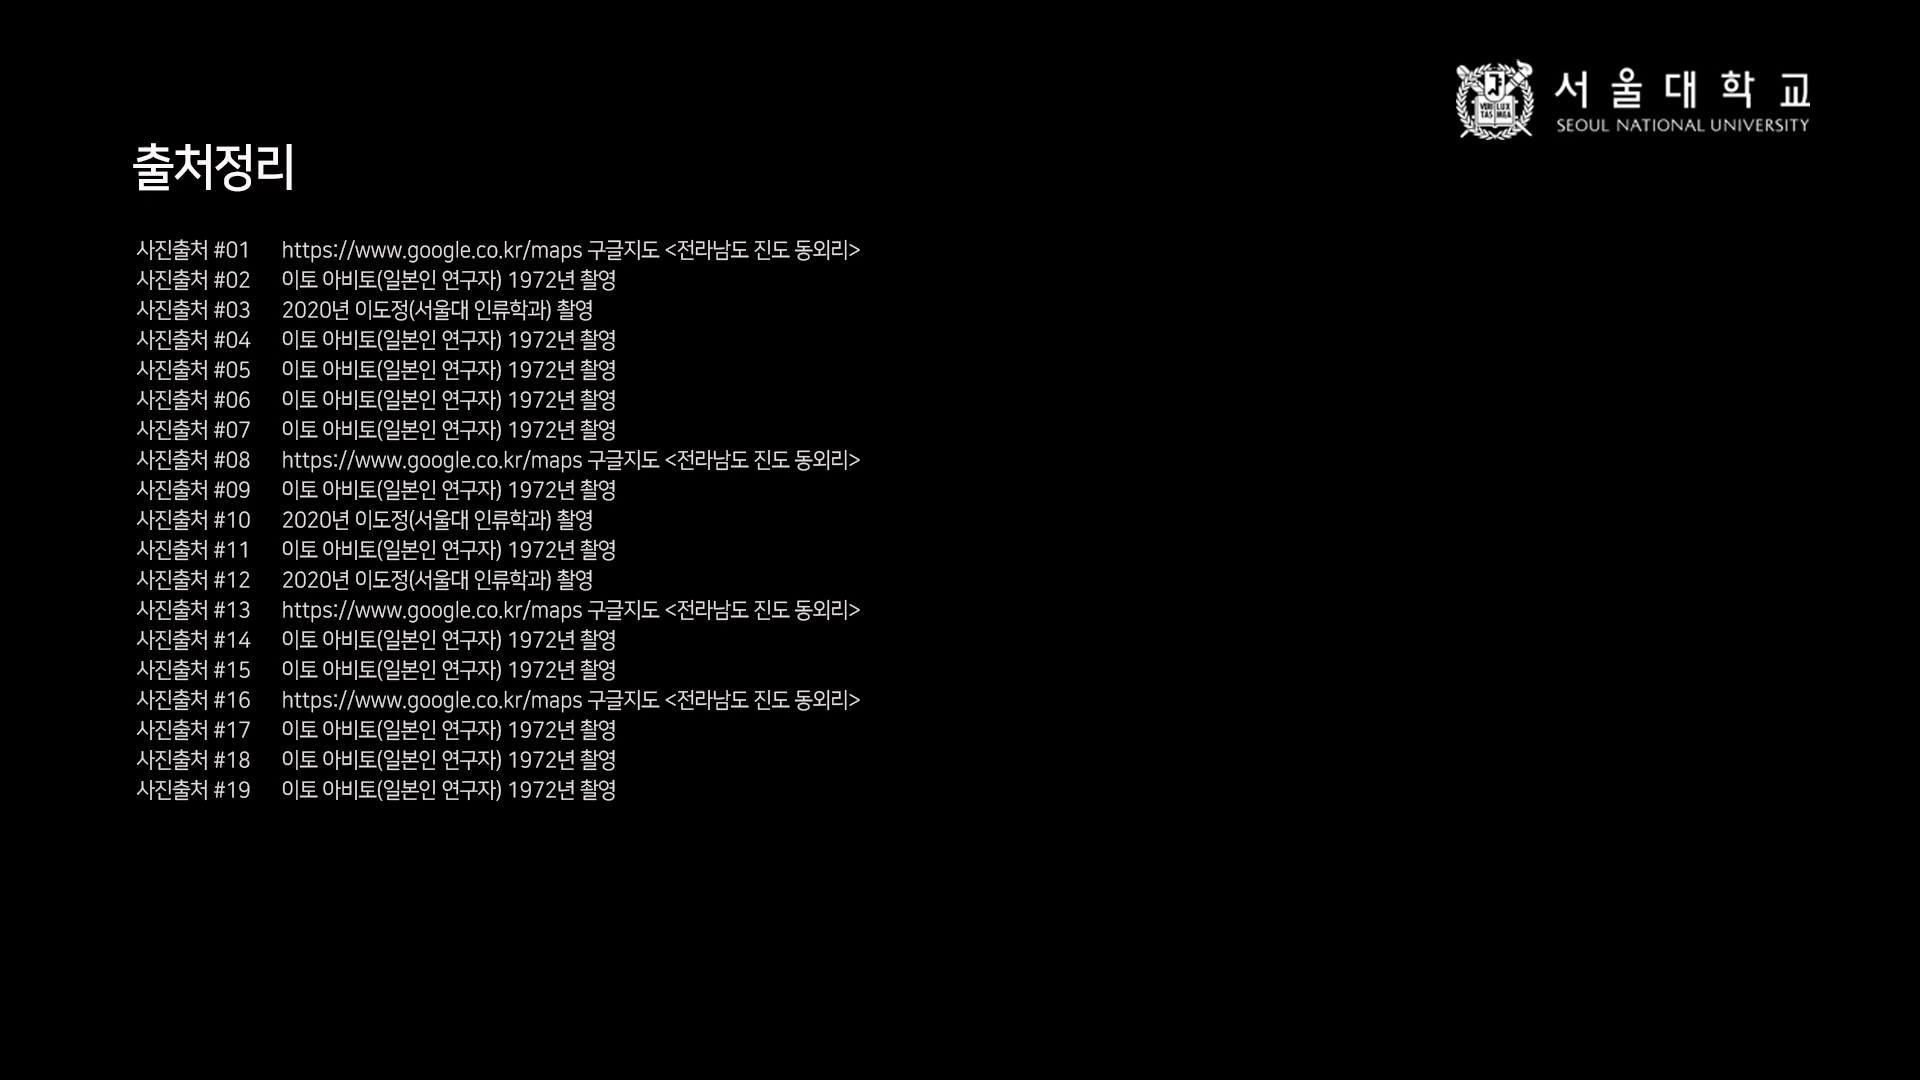 서울대학교
SEOUL NATIONAL UNIVERSITY
VERI LUX
TAS MEA
출처정리
사진출처 #01 https://www.google.co.kr/maps 구글지도 <전라남도 진도 동외리>
사진출처 #02 이토 아비토(일본인 연구자) 1972년 촬영
사진출처 #03 2020년 이도정(서울대 인류학과) 촬영
사진출처 #04 이토 아비토(일본인 연구자) 1972년 촬영
사진출처 #05 이토 아비토(일본인 연구자) 1972년 촬영
사진출처 #06 이토 아비토(일본인 연구자) 1972년 촬영
사진출처 #07 이토 아비토(일본인 연구자) 1972년 촬영
사진출처 #08 https://www.google.co.kr/maps 구글지도 <전라남도 진도 동외리>
사진출처 #09 이토 아비토(일본인 연구자) 1972년 촬영
사진출처 #10 2020년 이도정(서울대 인류학과) 촬영
사진출처 #11 이토 아비토(일본인 연구자) 1972년 촬영
사진출처 #12 2020년 이도정(서울대 인류학과) 촬영
사진출처 #13 https://www.google.co.kr/maps 구글지도 <전라남도 진도 동외리>
사진출처 #14 이토 아비토(일본인 연구자) 1972년 촬영
사진출처 #15 이토 아비토(일본인 연구자) 1972년 촬영
사진출처 #16 https://www.google.co.kr/maps 구글지도 <전라남도 진도 동외리>
사진출처 #17 이토 아비토(일본인 연구자) 1972년 촬영
사진출처 #18 이토 아비토(일본인 연구자) 1972년 촬영
사진출처 #19 이토 아비토(일본인 연구자) 1972년 촬영